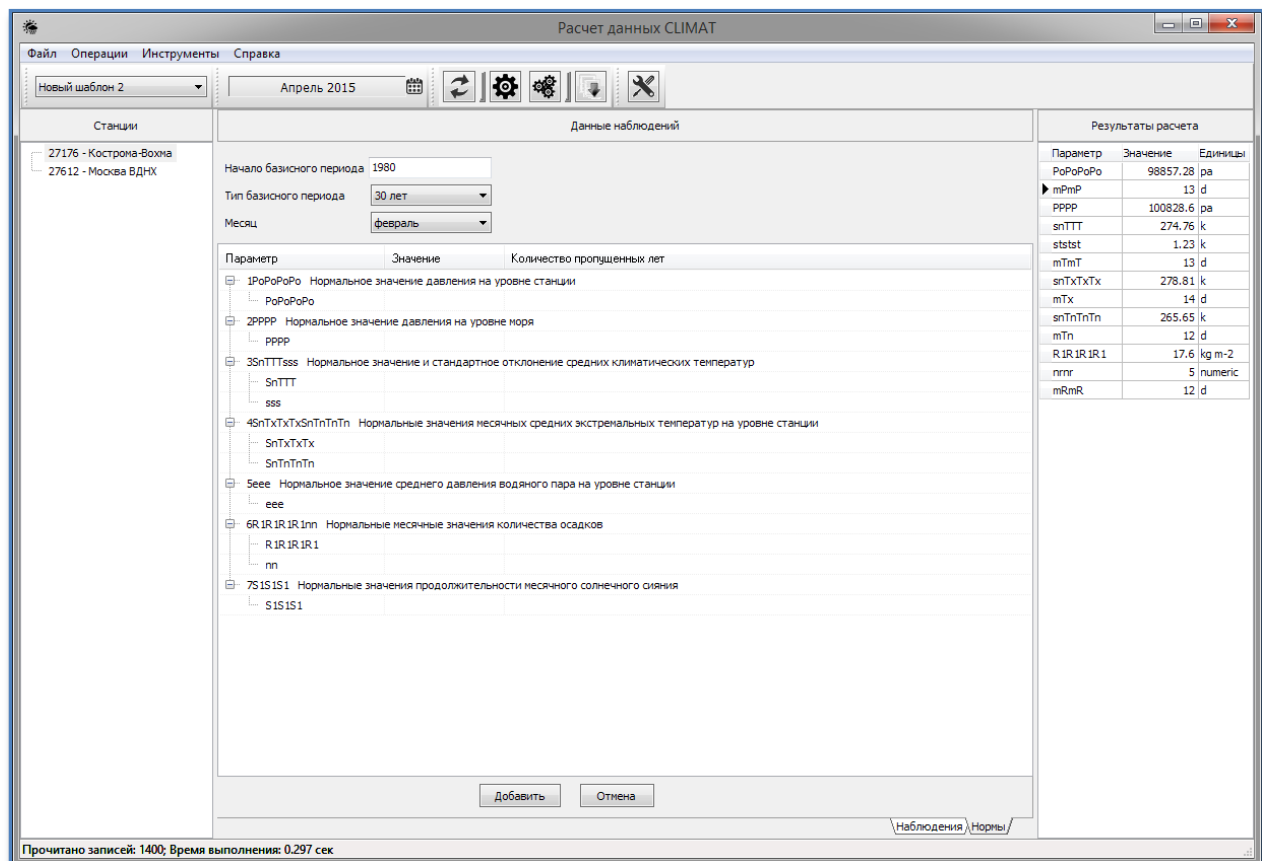 Расчет данных CLIMAT
Файл Операции Инструменты Справка
Новый шаблон 2 Апрель 2015
Станции
27176 - Кострома-Вохма
27612 - Москва ВДНХ
Данные наблюдений
Начало базисного периода 1980
Тип базисного периода 30 лет
Месяц февраль
Параметр Значение Количество пропущенных лет
1PoPoPoPo Нормальное значение давления на уровне станции
PoPoPoPo
2PPPP Нормальное значение давления на уровне моря
PPPP
3SnTTTsss Нормальное значение и стандартное отклонение средних климатических температур
SnTTT
sss
4SnTxTxTxSnTnTnTn Нормальные значения месячных средних экстремальных температур на уровне станции
SnTxTxTx
SnTnTnTn
5eee Нормальное значение среднего давления водяного пара на уровне станции
eee
6R1R1R1R1nn Нормальные месячные значения количества осадков
R1R1R1R1
nn
7S1S1S1 Нормальные значения продолжительности месячного солнечного сияния
S1S1S1
Добавить Отмена
Наблюдения Нормы
Результаты расчета
Параметр Значение Единицы
PoPoPoPo 98857.28 pa
mPmP 13 d
PPPP 100828.6 pa
snTTT 274.76 k
ststst 1.23 k
mTmT 13 d
snTxTxTx 278.81 k
mTx 14 d
snTnTnTn 265.65 k
mTn 12 d
R1R1R1R1 17.6 kg m-2
nrnr 5 numeric
mRmR 12 d
Прочитано записей: 1400; Время выполнения: 0.297 сек